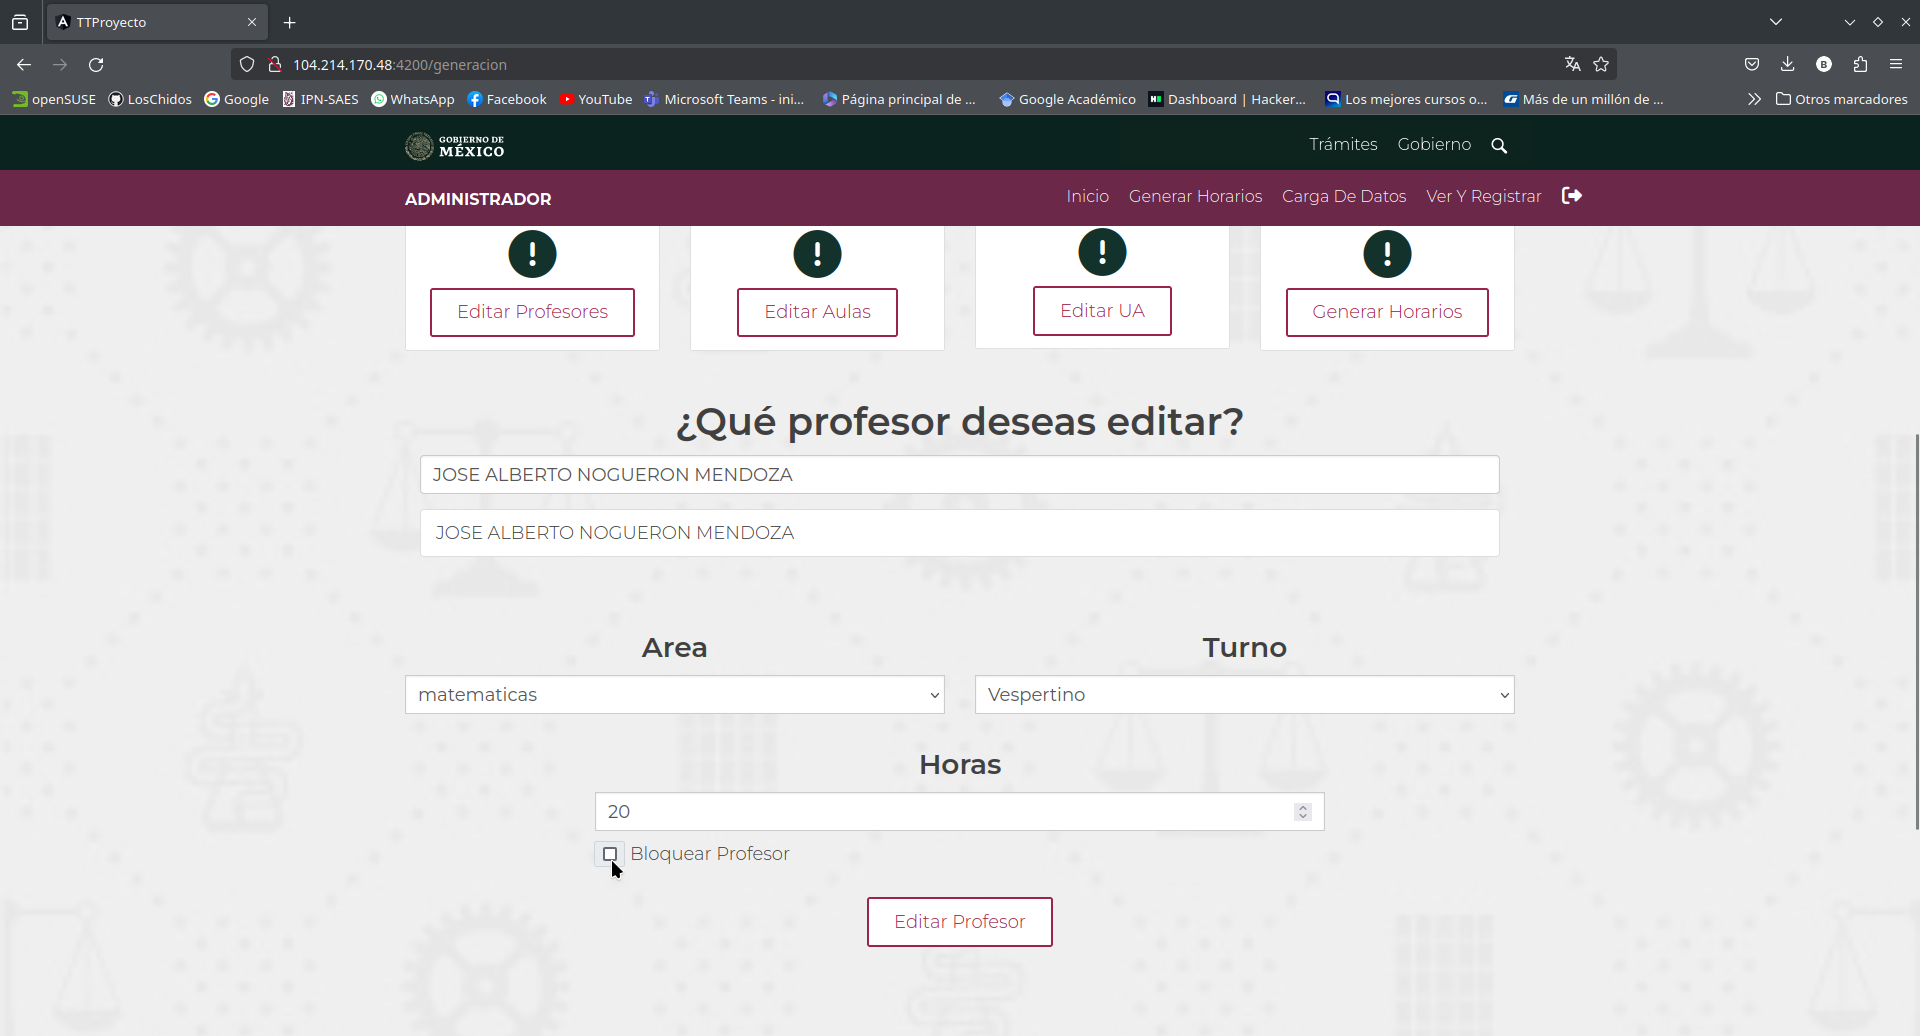 TTProyecto
104.214.170.48:4200/generacion
openSUSE LosChidos Google IPN-SAES WhatsApp Facebook YouTube Microsoft Teams - ini... Página principal de ... Google Académico Dashboard | Hacker... Los mejores cursos o... Más de un millón de ... Otros marcadores
GOBIERNO DE
MÉXICO
Trámites Gobierno
ADMINISTRADOR
Inicio Generar Horarios Carga De Datos Ver Y Registrar
Editar Profesores Editar Aulas Editar UA Generar Horarios
¿Qué profesor deseas editar?
JOSE ALBERTO NOGUERON MENDOZA
JOSE ALBERTO NOGUERON MENDOZA
Area Turno
matematicas Vespertino
Horas
20
Bloquear Profesor
Editar Profesor